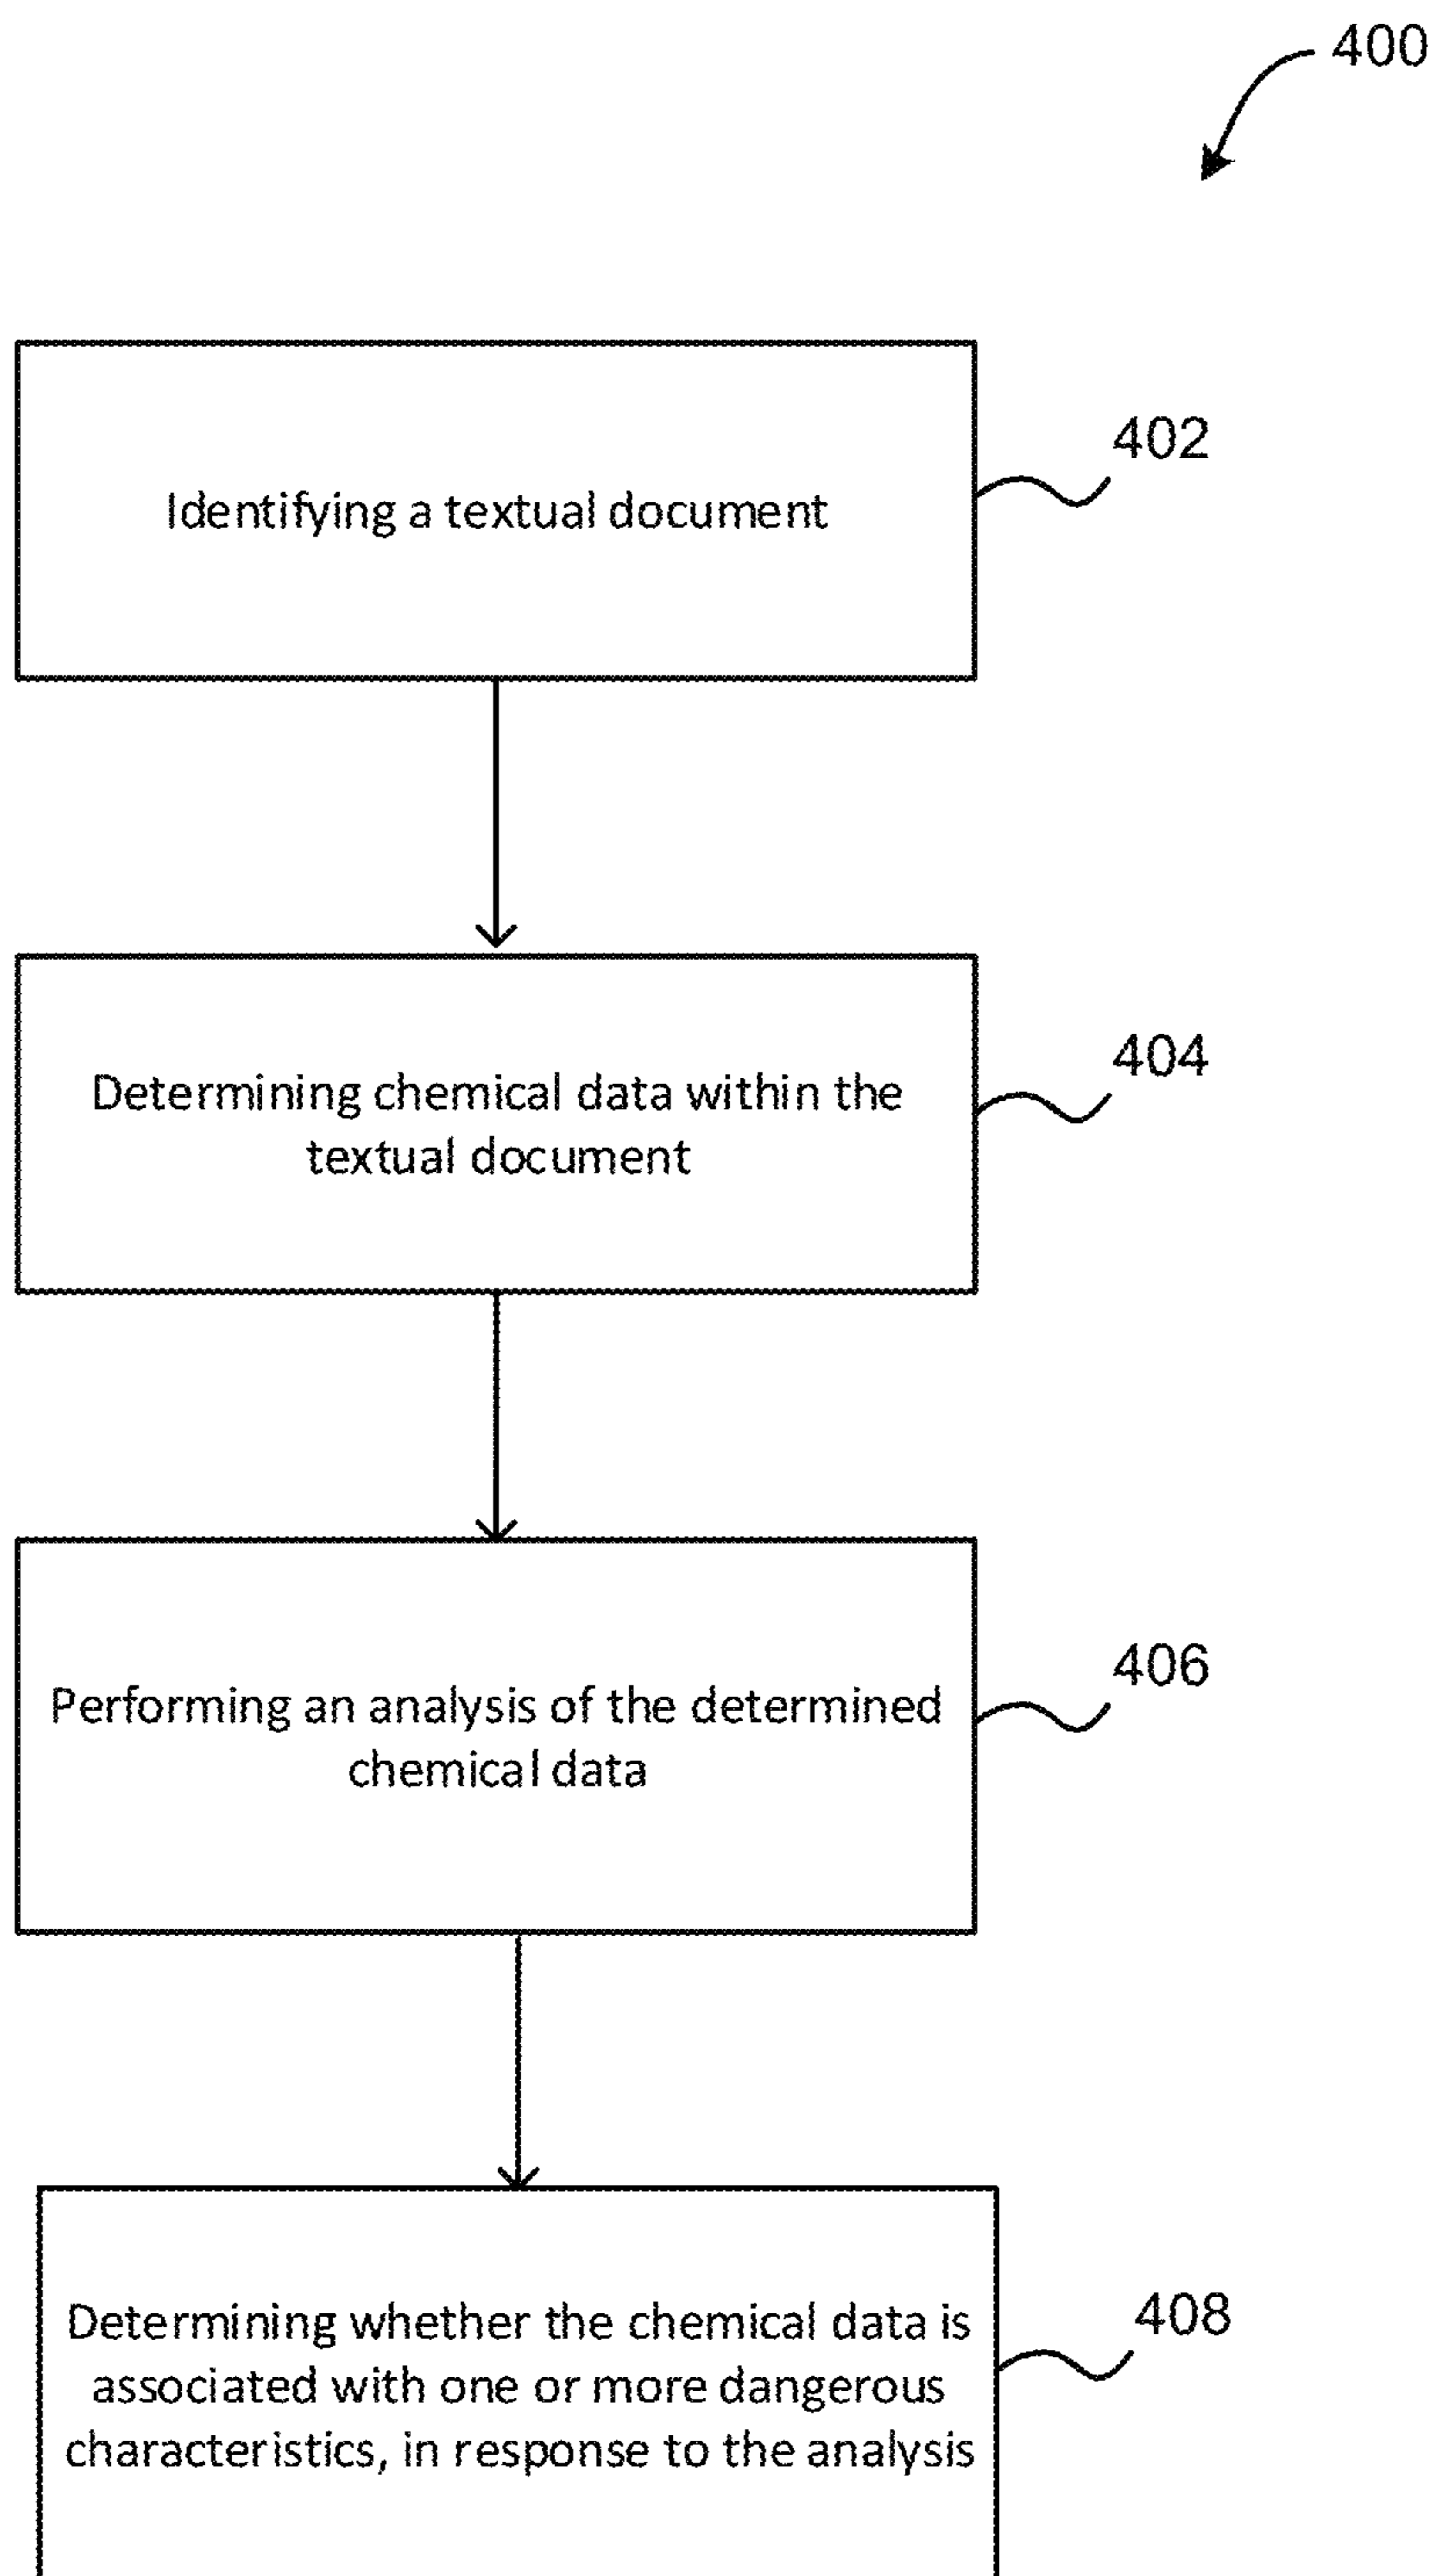 400
Identifying a textual document
402
Determining chemical data within the
textual document
404
Performing an analysis of the determined
chemical data
406
Determining whether the chemical data is
associated with one or more dangerous
characteristics, in response to the analysis
408